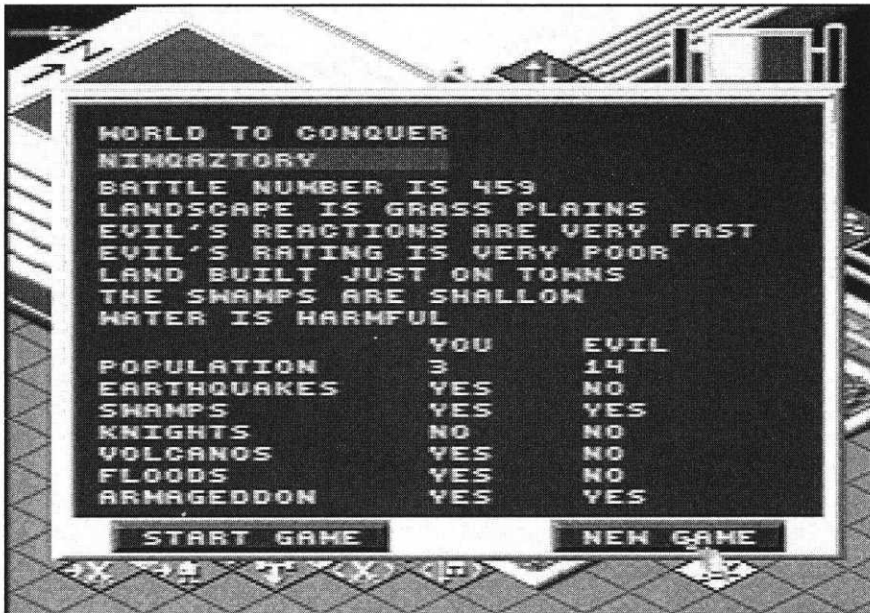 WORLD TO CONQUER
NIMQAZTORY
BATTLE NUMBER IS 459
LANDSCAPE IS GRASS PLAINS
EVIL'S REACTIONS ARE VERY FAST
EVIL'S RATING IS VERY POOR
LAND BUILT JUST ON TOWNS
THE SWAMPS ARE SHALLOW
WATER IS HARMFUL
YOU EVIL
POPULATION 3 14
EARTHQUAKES YES NO
SWAMPS YES YES
KNIGHTS NO NO
VOLCANOS YES NO
FLOODS YES NO
ARMAGEDDON YES YES
START GAME NEW GAME